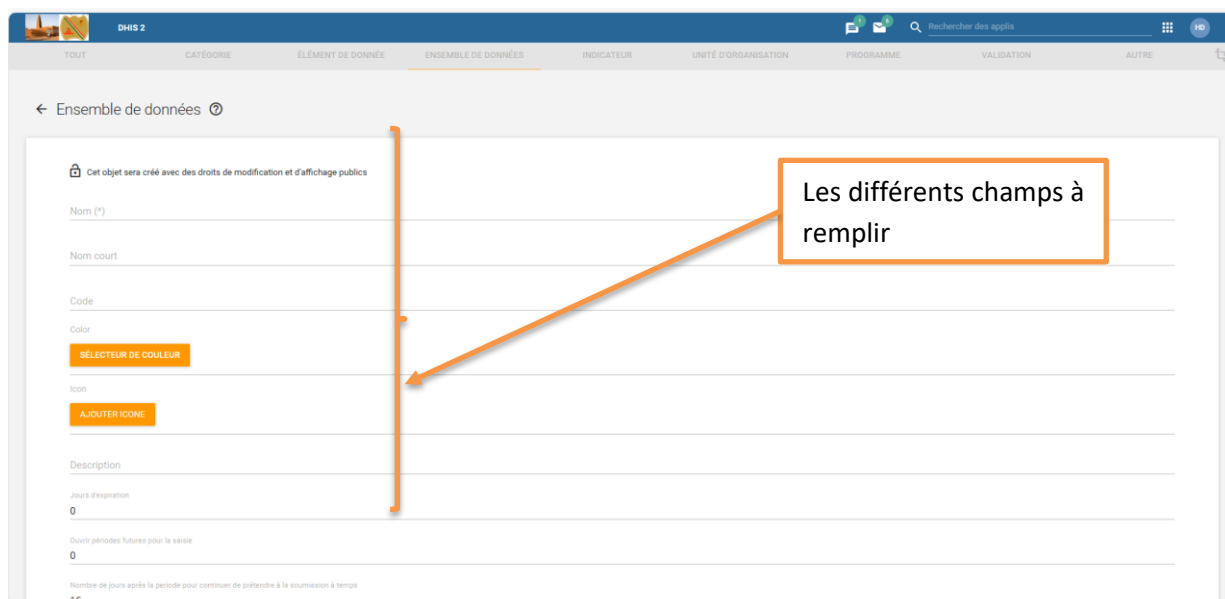 DHIS 2
Rechercher des applis
HD
TOUT CATÉGORIE ÉLÉMENT DE DONNÉE ENSEMBLE DE DONNÉES INDICATEUR UNITÉ D'ORGANISATION PROGRAMME VALIDATION AUTRE
Ensemble de données
Cet objet sera créé avec des droits de modification et d'affichage publics
Les différents champs à
remplir
Nom (*)
Nom court
Code
Color
SÉLECTEUR DE COULEUR
Icon
AJOUTER ICONE
Description
Jours d'expiration
0
Ouvrir périodes futures pour la saisie
0
Nombre de jours après la periode pour continuer de prétendre à la soumission à temps
15